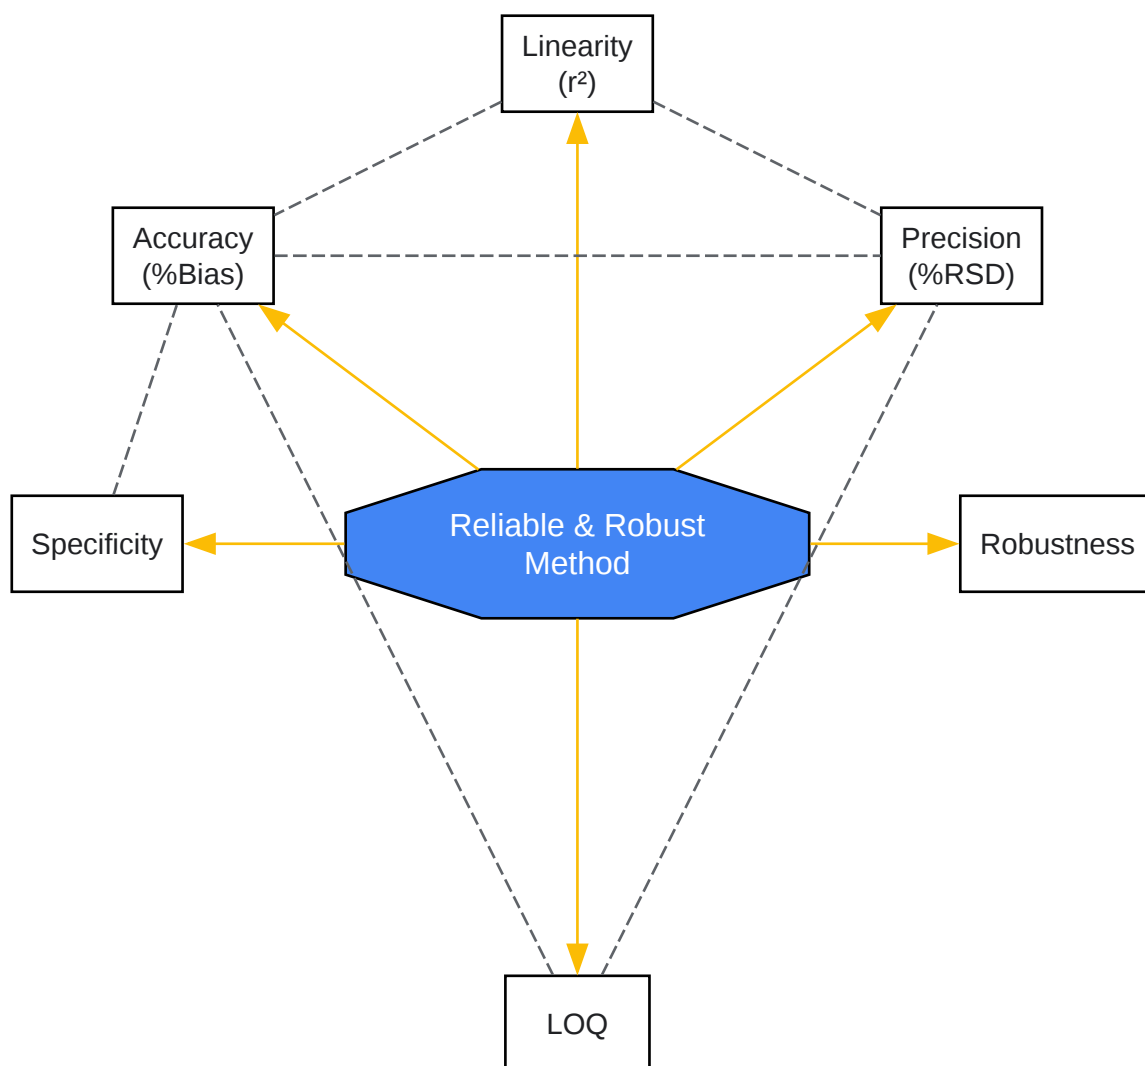 Linearity
(r²)
Accuracy
(%Bias)
Precision
(%RSD)
Specificity
Reliable & Robust
Method
Robustness
LOQ